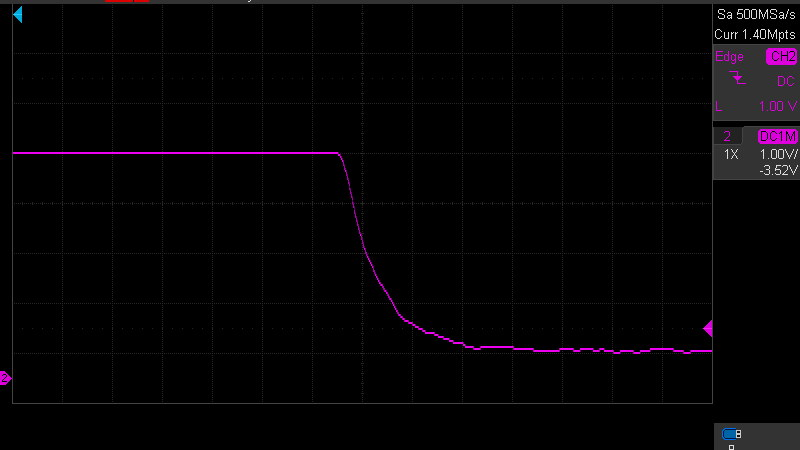 Sa 500MSa/s
Curr 1.40Mpts
Edge CH2
DC
L 1.00 V
2 DC1M
1X 1.00V/
-3.52V
2